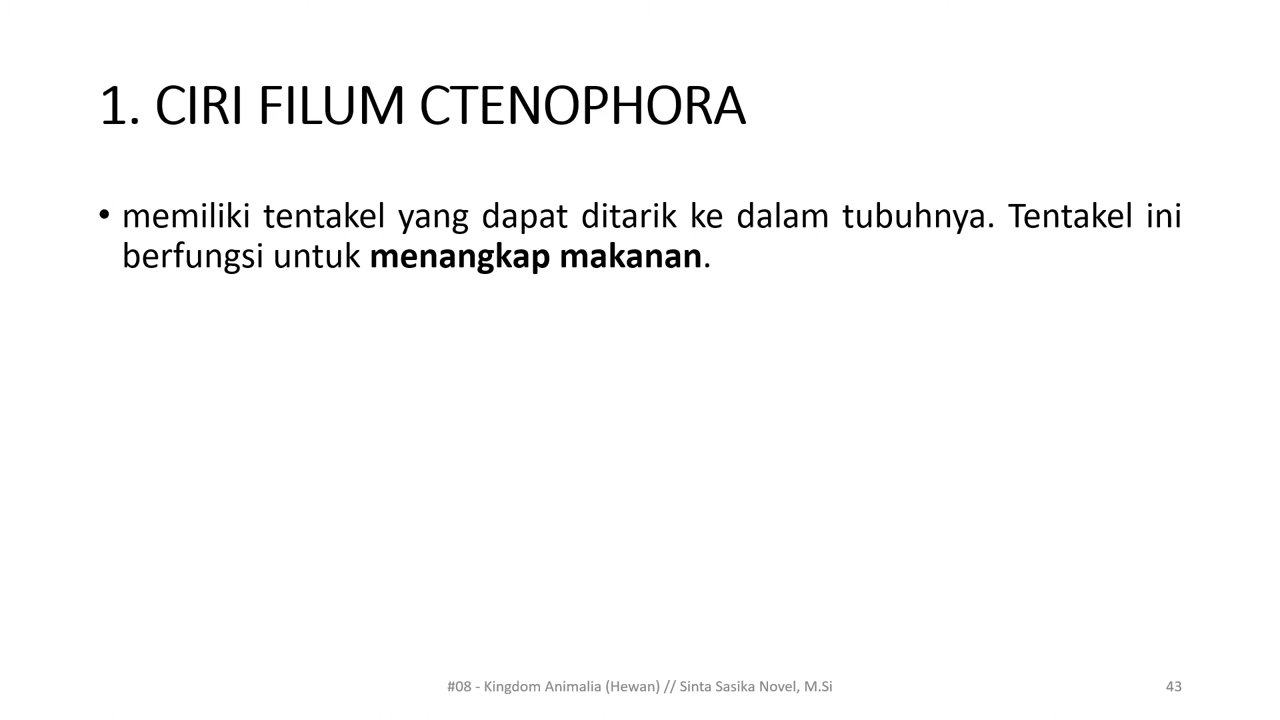 1. CIRI FILUM CTENOPHORA
• memiliki tentakel yang dapat ditarik ke dalam tubuhnya. Tentakel ini
berfungsi untuk menangkap makanan.
#08 - Kingdom Animalia (Hewan) // Sinta Sasika Novel, M.Si
43